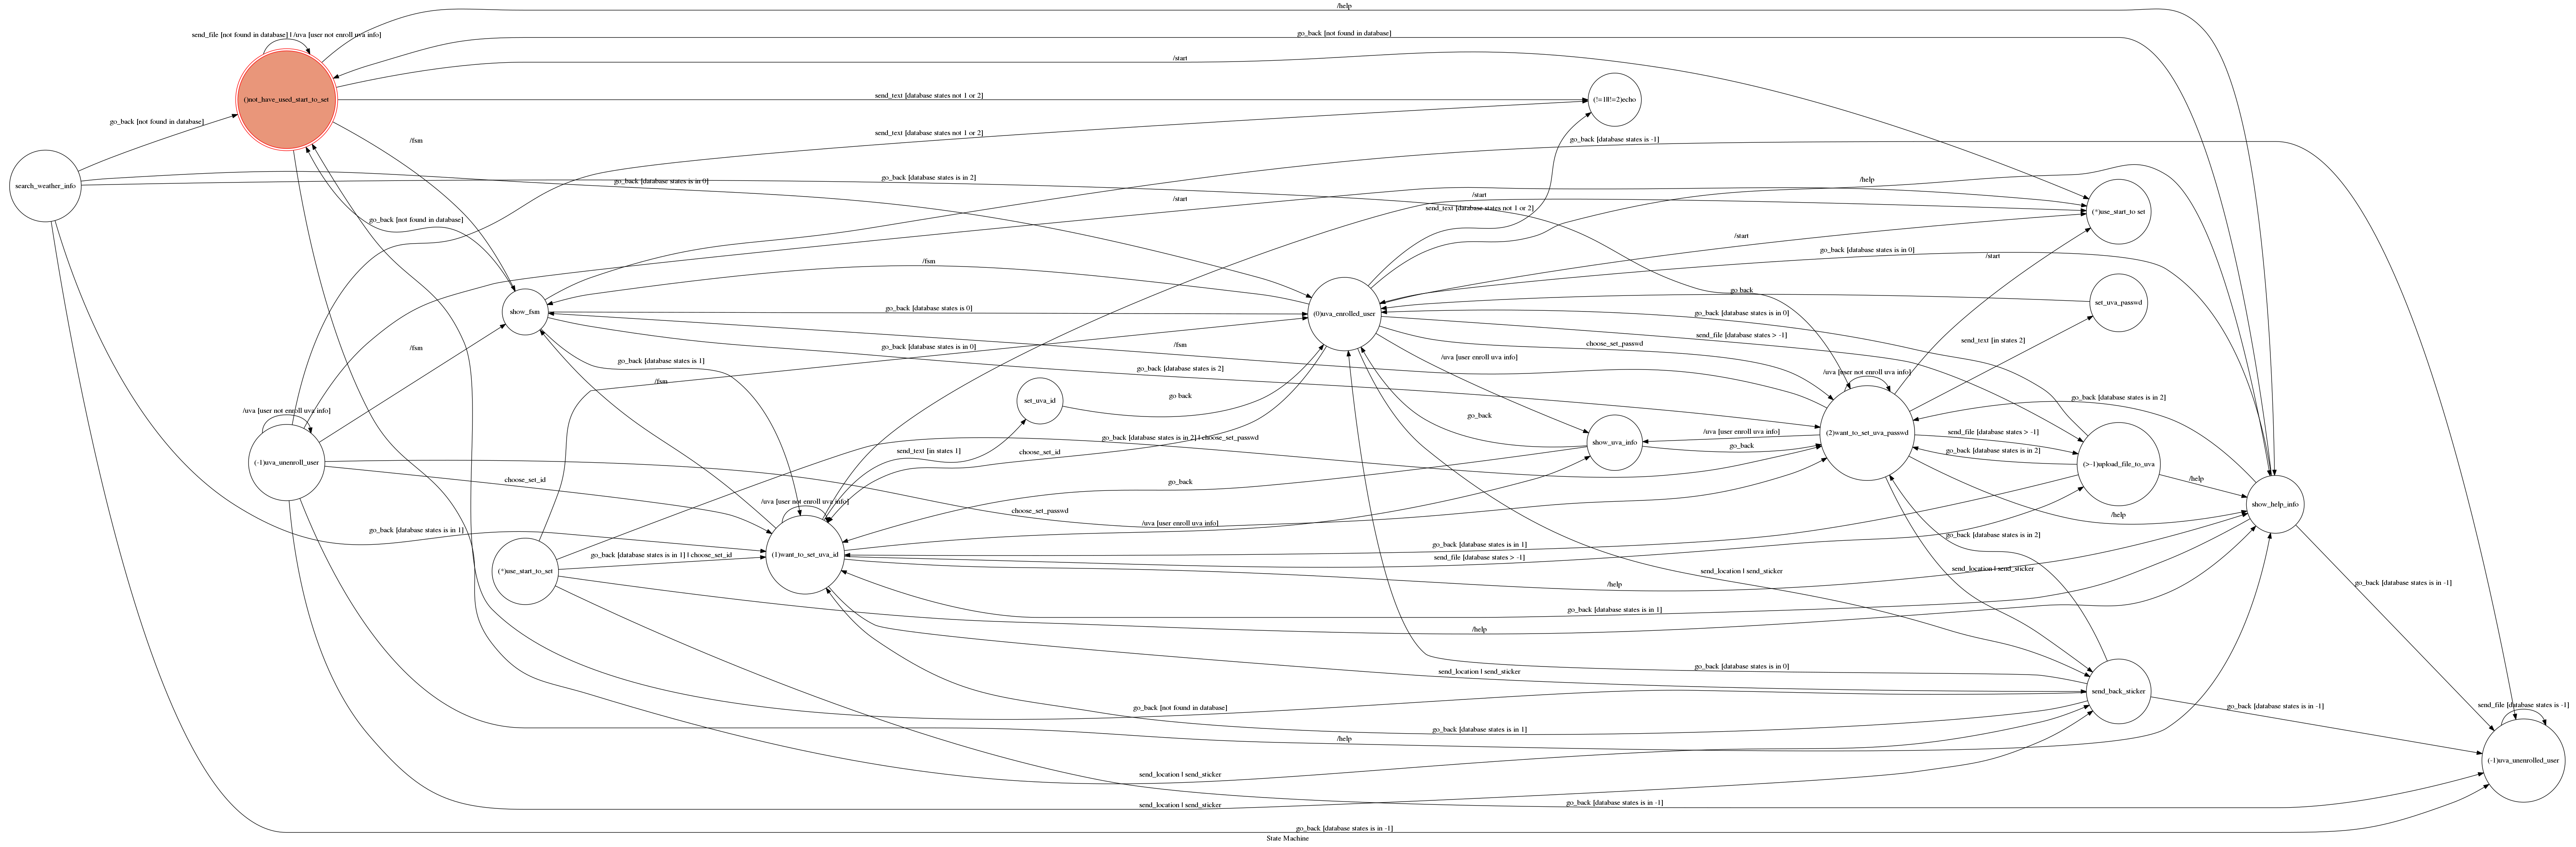 /help
send_file [not found in database] | /uva [user not enroll uva info]
go_back [not found in database]
/start
()not_have_used_start_to_set
send_text [database states not 1 or 2]
(!=1ll!=2)echo
go_back [not found in database]
send_text [database states not 1 or 2]
/fsm
go_back [database states is -1]
search_weather_info
go_back [database states is in 0]
go_back [database states is in 2]
/help
/start
/start
send_text [database states not 1 or 2]
(*)use_start_to set
go_back [not found in database]
/start
go_back [database states is in 0]
/start
/fsm
go back
set_uva_passwd
show_fsm
go_back [database states is 0]
(0)uva_enrolled_user
go_back [database states is in 0]
send_file [database states > -1]
send_text [in states 2]
/fsm
go_back [database states is in 0]
choose_set_passwd
/fsm
go_back [database states is 1]
/uva [user enroll uva info]
go_back [database states is 2]
/uva [user not enroll uva info]
/fsm
set_uva_id
go back
go_back [database states is in 2]
/uva [user not enroll uva info]
go_back
go_back [database states is in 2] | choose_set_passwd
/uva [user enroll uva info]
(2)want_to_set_uva_passwd
send_file [database states > -1]
show_uva_info
go_back
go_back [database states is in 2]
send_text [in states 1]
choose_set_id
(-1)uva_unenroll_user
(>-1)upload_file_to_uva
choose_set_id
go_back
/help
/uva [user not enroll uva info]
show_help_info
choose_set_passwd
/help
/uva [user enroll uva info]
go_back [database states is in 1]
go_back [database states is in 2]
go_back [database states is in 1]
go_back [database states is in 1] | choose_set_id
(1)want_to_set_uva_id
send_file [database states > -1]
(*)use_start_to_set
send_location | send_sticker
send_location | send_sticker
/help
go_back [database states is in -1]
go_back [database states is in 1]
/help
go_back [database states is in 0]
send_location | send_sticker
send_back_sticker
go_back [not found in database]
go_back [database states is in -1]
send_file [database states is -1]
go_back [database states is in 1]
/help
(-1)uva_unenrolled_user
send_location | send_sticker
send_location | send_sticker
go_back [database states is in -1]
go_back [database states is in -1]
State Machine